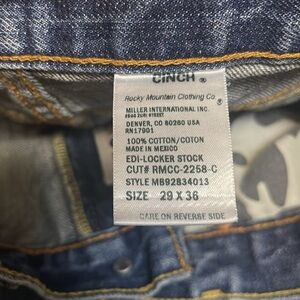 CINCH ®
Rocky Mountain Clothing Co.®
MILLER INTERNATIONAL INC.
DENVER, CO 80260 USA
RN17901
100% COTTON/COTON
MADE IN MEXICO
EDI-LOCKER STOCK
CUT# RMCC-2258-C
STYLE MB92834013
SIZE 29 X 36
CARE ON REVERSE SIDE